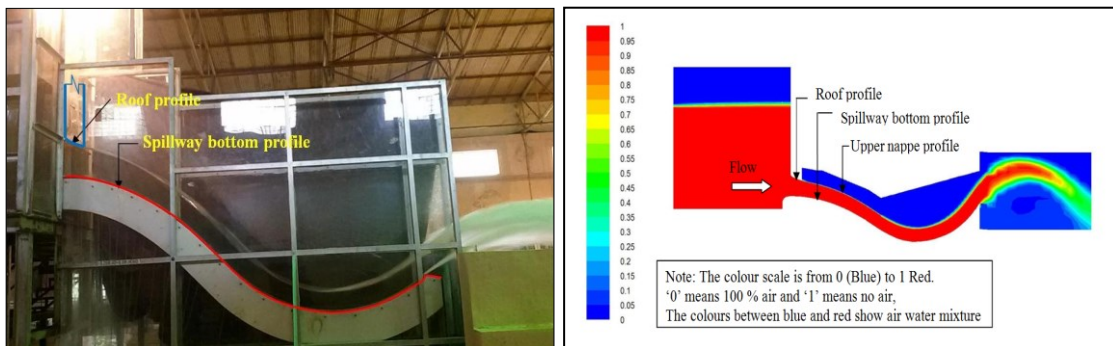 Roof profile
Spillway bottom profile
1
0.95
0.9
0.85
0.8
0.75
0.7
0.65
0.6
0.55
0.5
0.45
0.4
0.35
0.3
0.25
0.2
0.15
0.1
0.05
0
Roof profile
Spillway bottom profile
Upper nappe profile
Flow
Note: The colour scale is from 0 (Blue) to 1 Red.
‘0’ means 100 % air and ‘1’ means no air,
The colours between blue and red show air water mixture